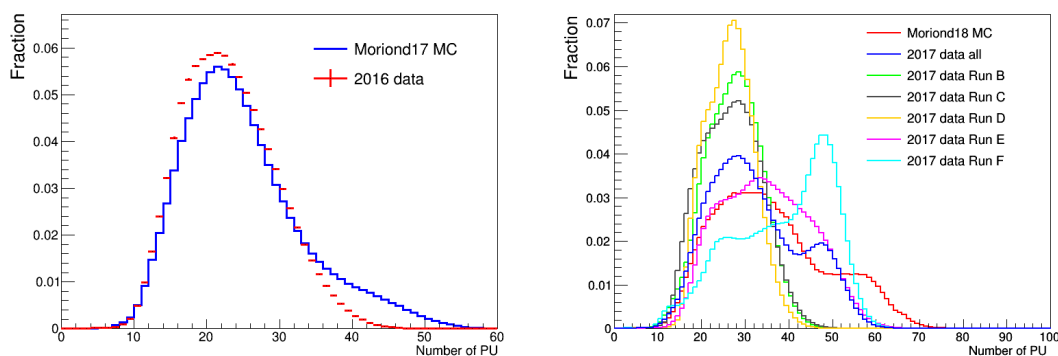 Fraction
0.06
0.05
0.04
0.03
0.02
0.01
0
Moriond17 MC
2016 data
0 10 20 30 40 50 60
Number of PU
Fraction
0.07
0.06
0.05
0.04
0.03
0.02
0.01
0.00
Moriond18 MC
2017 data all
2017 data Run B
2017 data Run C
2017 data Run D
2017 data Run E
2017 data Run F
0 10 20 30 40 50 60 70 80 90 100
Number of PU